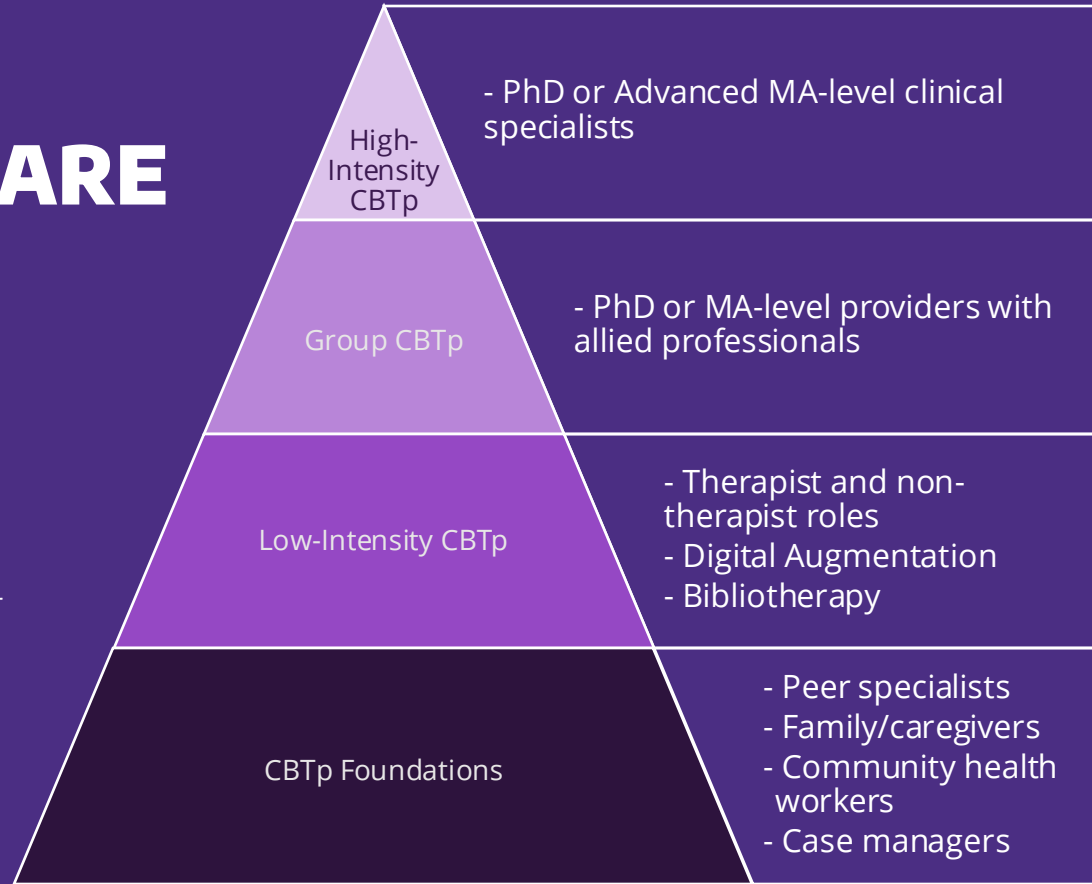 ARE
- PhD or Advanced MA-level clinical
specialists
High-
Intensity
CBTp
- PhD or MA-level providers with
allied professionals
Group CBTp
- Therapist and non-
therapist roles
- Digital Augmentation
- Bibliotherapy
Low-Intensity CBTp
- Peer specialists
- Family/caregivers
- Community health
workers
- Case managers
CBTp Foundations